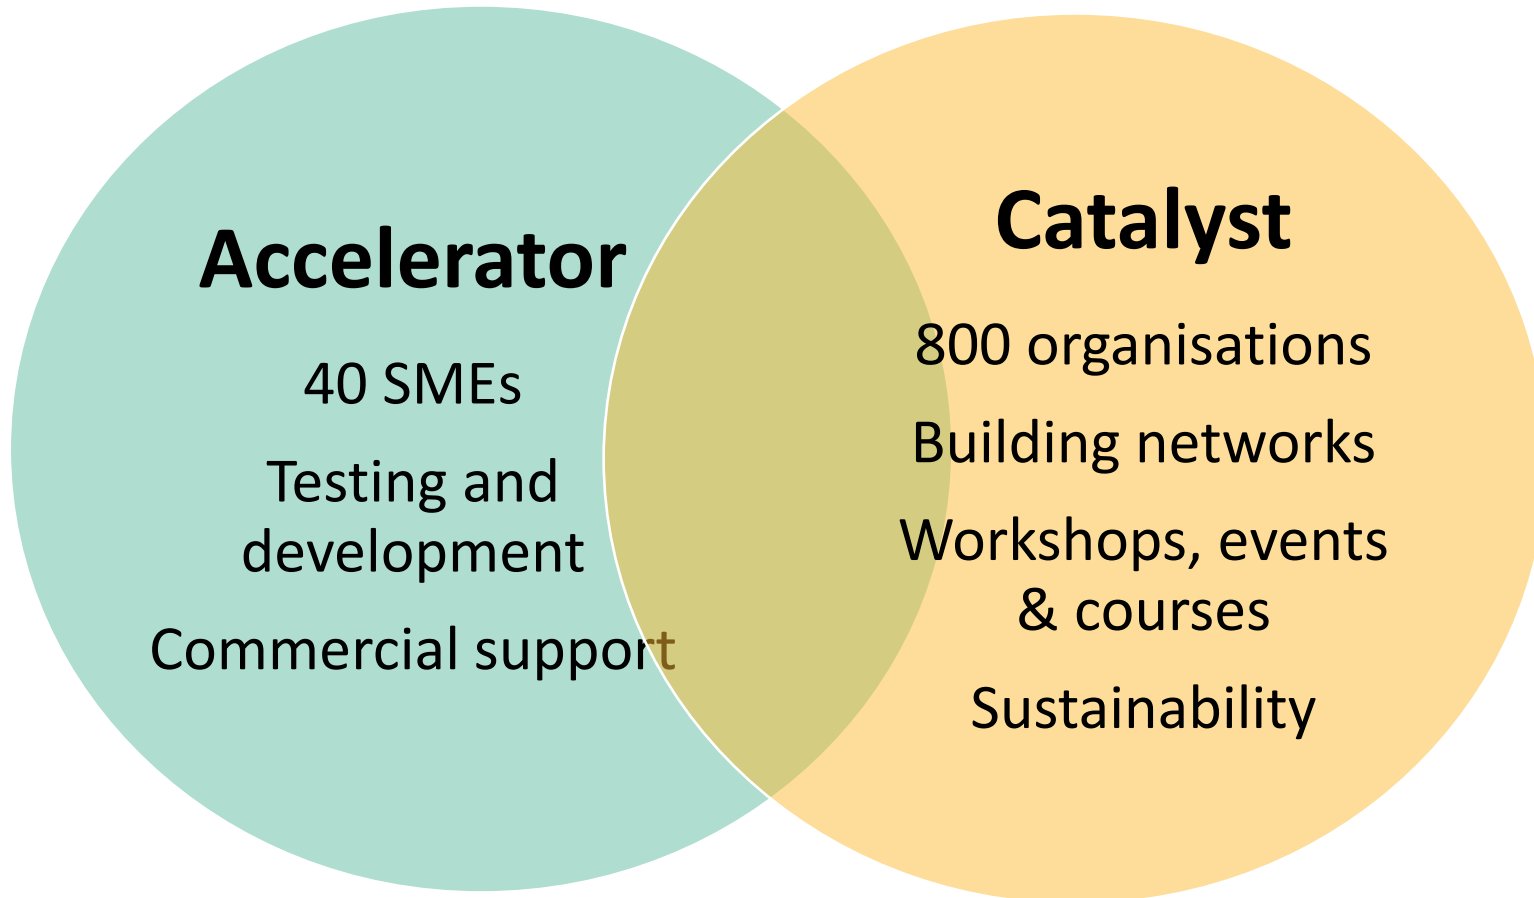 Accelerator
40 SMEs
Testing and
development
Commercial support
Catalyst
800 organisations
Building networks
Workshops, events
& courses
Sustainability